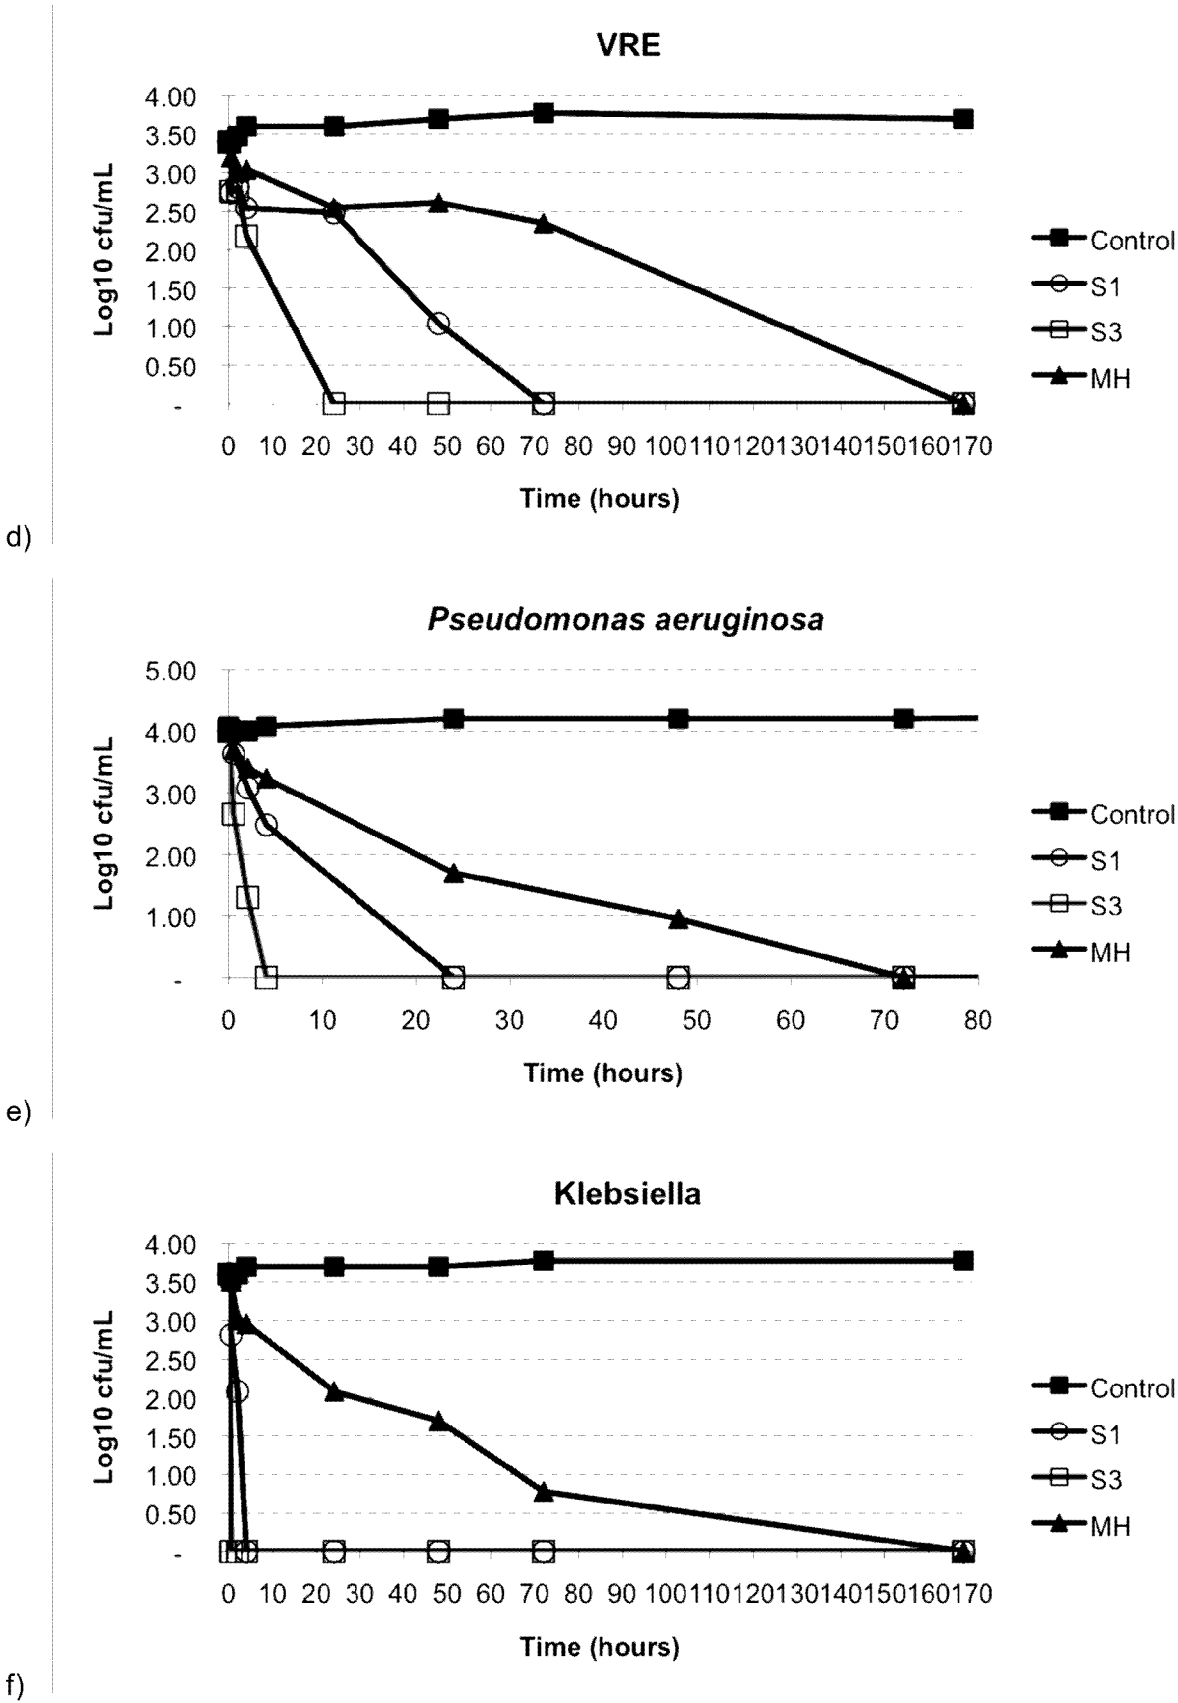 VRE
4.00
3.50
3.00
2.50
2.00
1.50
1.00
0.50
-
Log10 cfu/mL
0 10 20 30 40 50 60 70 80 90 100110120130140150160170
Time (hours)
Control
S1
S3
MH
d)
Pseudomonas aeruginosa
5.00
4.00
3.00
2.00
1.00
-
Log10 cfu/mL
0 10 20 30 40 50 60 70 80
Time (hours)
Control
S1
S3
MH
e)
Klebsiella
4.00
3.50
3.00
2.50
2.00
1.50
1.00
0.50
-
Log10 cfu/mL
0 10 20 30 40 50 60 70 80 90 100110120130140150160170
Time (hours)
Control
S1
S3
MH
f)